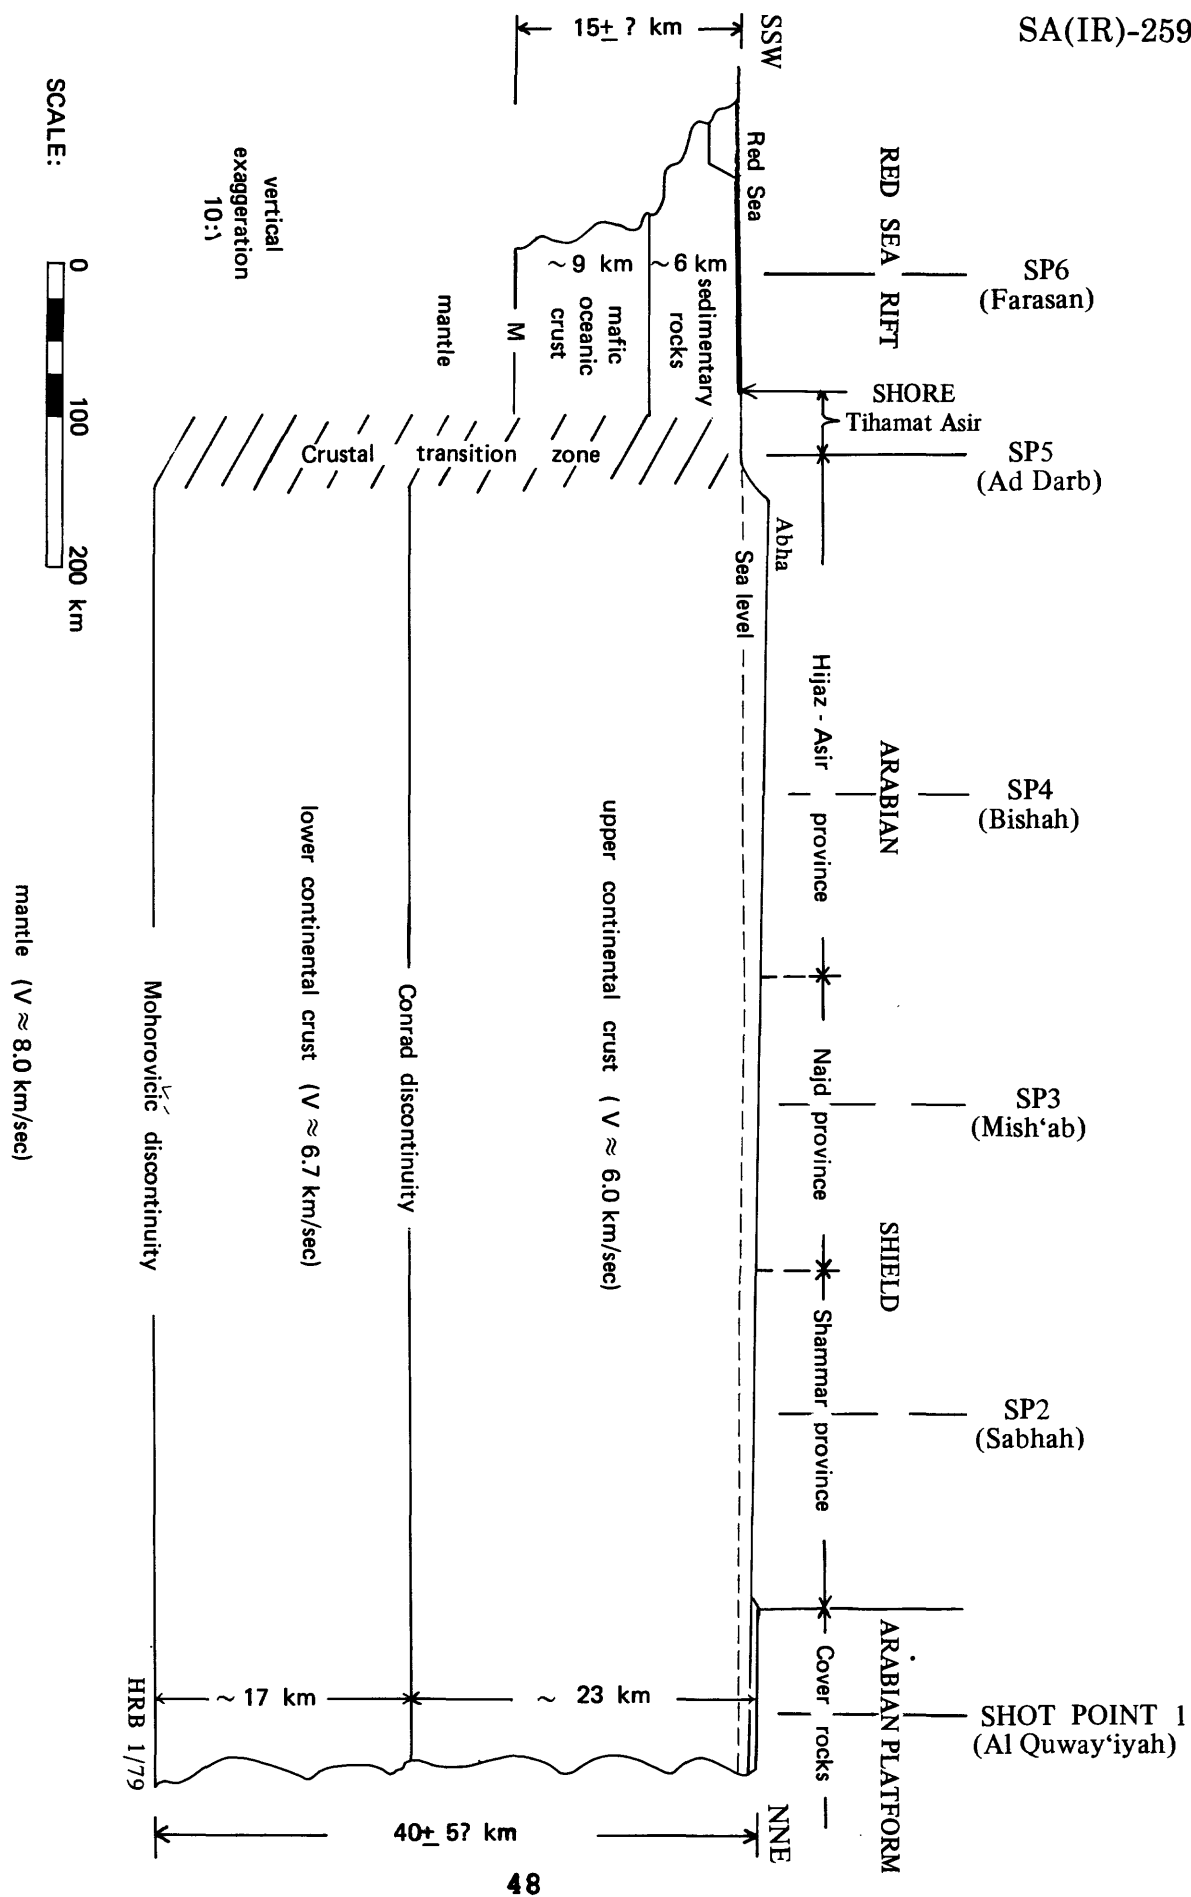 SA(IR)-259
SSW
15± ? km
RED SEA RIFT
SP6
(Farasan)
Red Sea
~6 km
sedimentary
rocks
~9 km
mafic
oceanic
crust
M
mantle
vertical
exaggeration
10:1
SCALE:
0
100
200 km
SHORE
Tihamat Asir
SP5
(Ad Darb)
Crustal transition zone
Abha
Sea level
Hijaz - Asir province
ARABIAN SHIELD
SP4
(Bishah)
Najd province
SP3
(Mish‘ab)
Shammar province
SP2
(Sabhah)
upper continental crust ( V ≈ 6.0 km/sec)
Conrad discontinuity
lower continental crust (V ≈ 6.7 km/sec)
Mohorovicic discontinuity
mantle (V ≈ 8.0 km/sec)
Cover rocks
ARABIAN PLATFORM
SHOT POINT 1
(Al Quway‘iyah)
~ 23 km
~ 17 km
HRB 1/79
40± 5? km
NNE
48